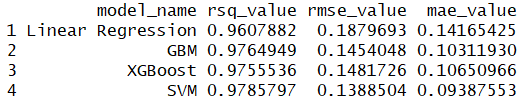 model_name rsq_value rmse_value mae_value
1 Linear Regression 0.9607882 0.1879693 0.14165425
2 GBM 0.9764949 0.1454048 0.10311930
3 XGBoost 0.9755536 0.1481726 0.10650966
4 SVM 0.9785797 0.1388504 0.09387553